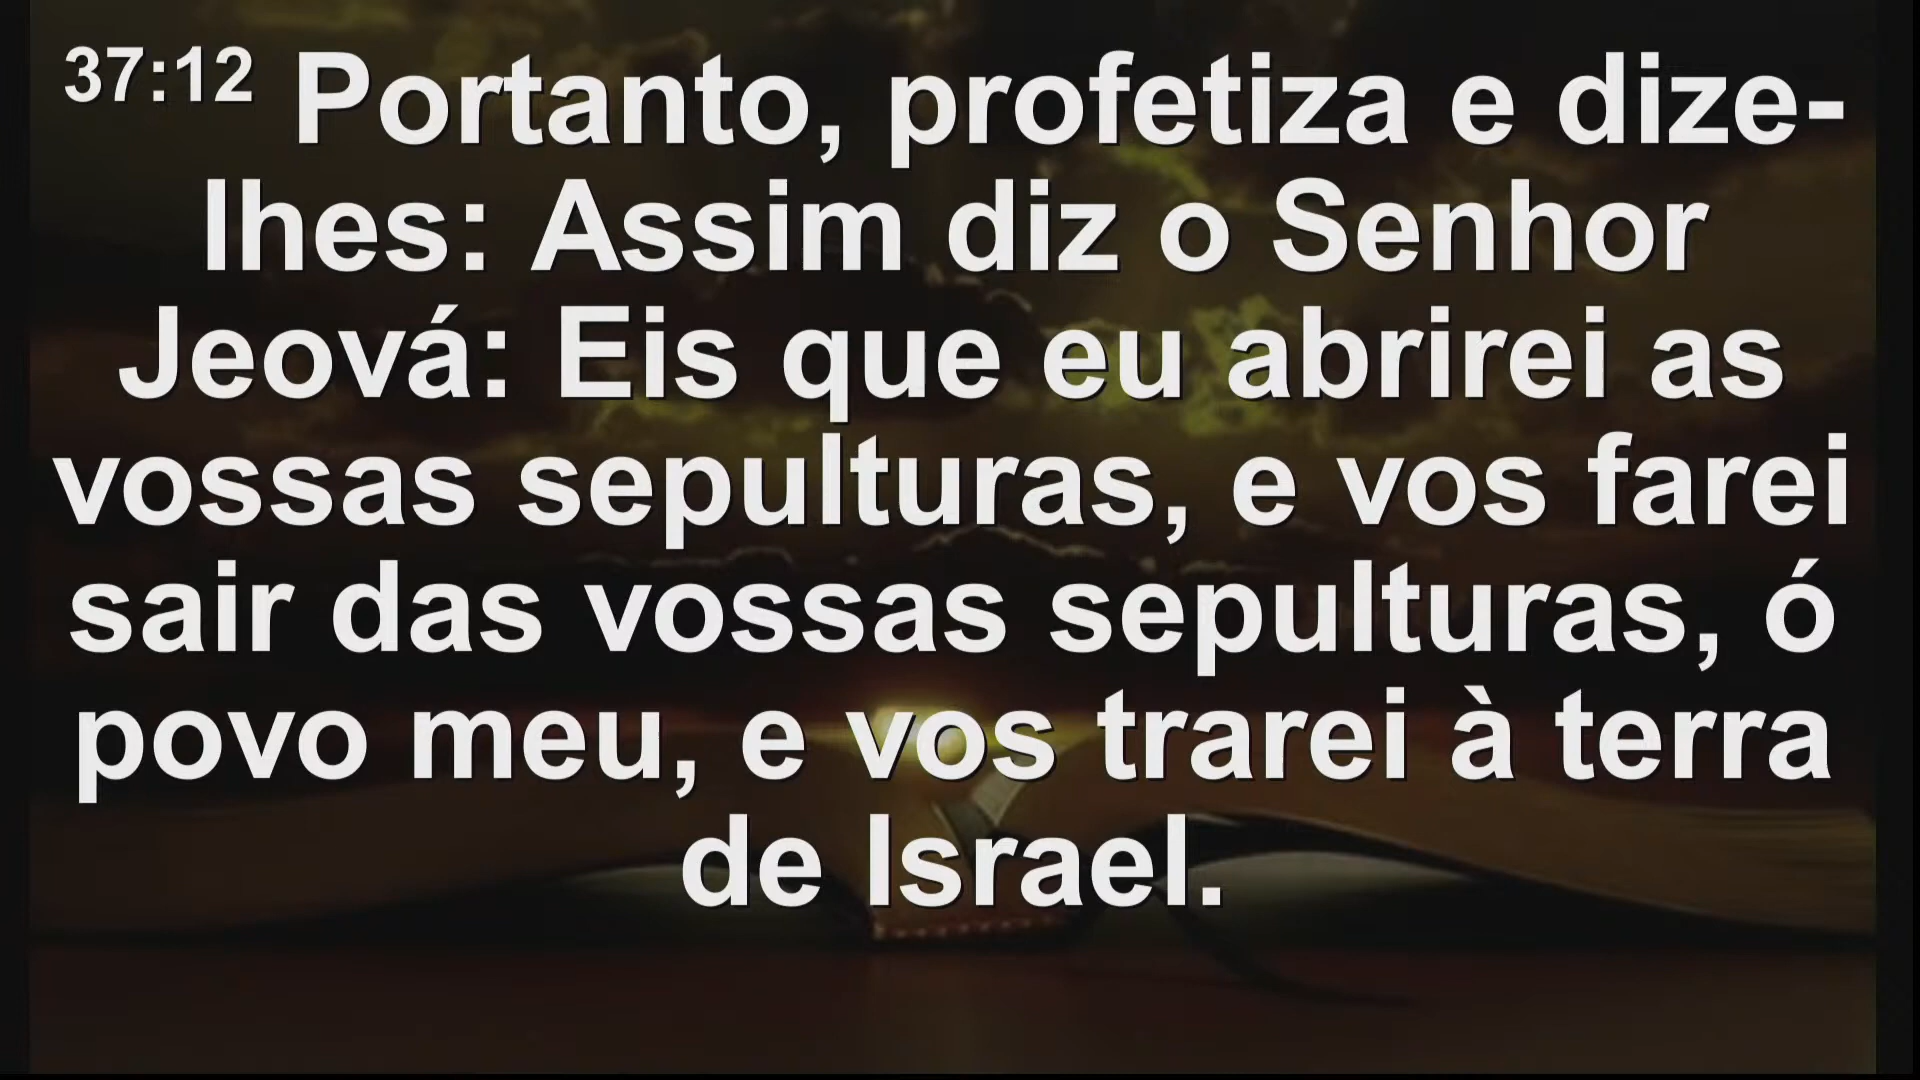 37:12 Portanto, profetiza e dize-
lhes: Assim diz o Senhor
Jeová: Eis que eu abrirei as
vossas sepulturas, e vos farei
sair das vossas sepulturas, ó
povo meu, e vos trarei à terra
de Israel.